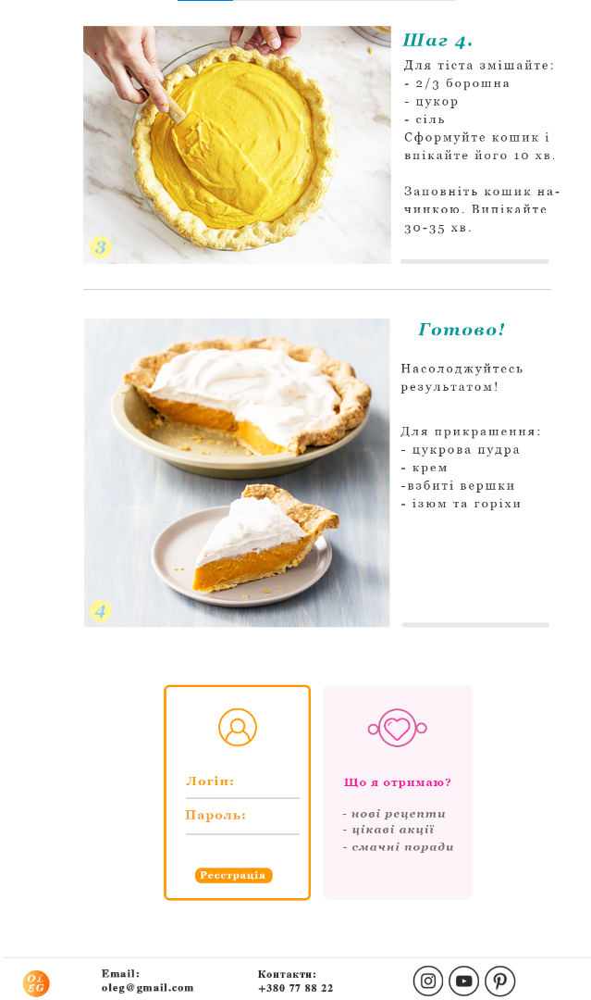 Шаг 4.
Для тіста змішайте:
- 2/3 борошна
- цукор
- сіль
Сформуйте кошик і
впікайте його 10 хв.
Заповніть кошик на-
чинкою. Випікайте
30-35 хв.
3
Готово!
Насолоджуйтесь
результатом!
Для прикрашення:
- цукрова пудра
- крем
-взбиті вершки
- ізюм та горіхи
4
Логін:
Пароль:
Реєстрація
Що я отримаю?
- нові рецепти
- цікаві акції
- смачні поради
OL
EG
Email:
oleg@gmail.com
Контакти:
+380 77 88 22